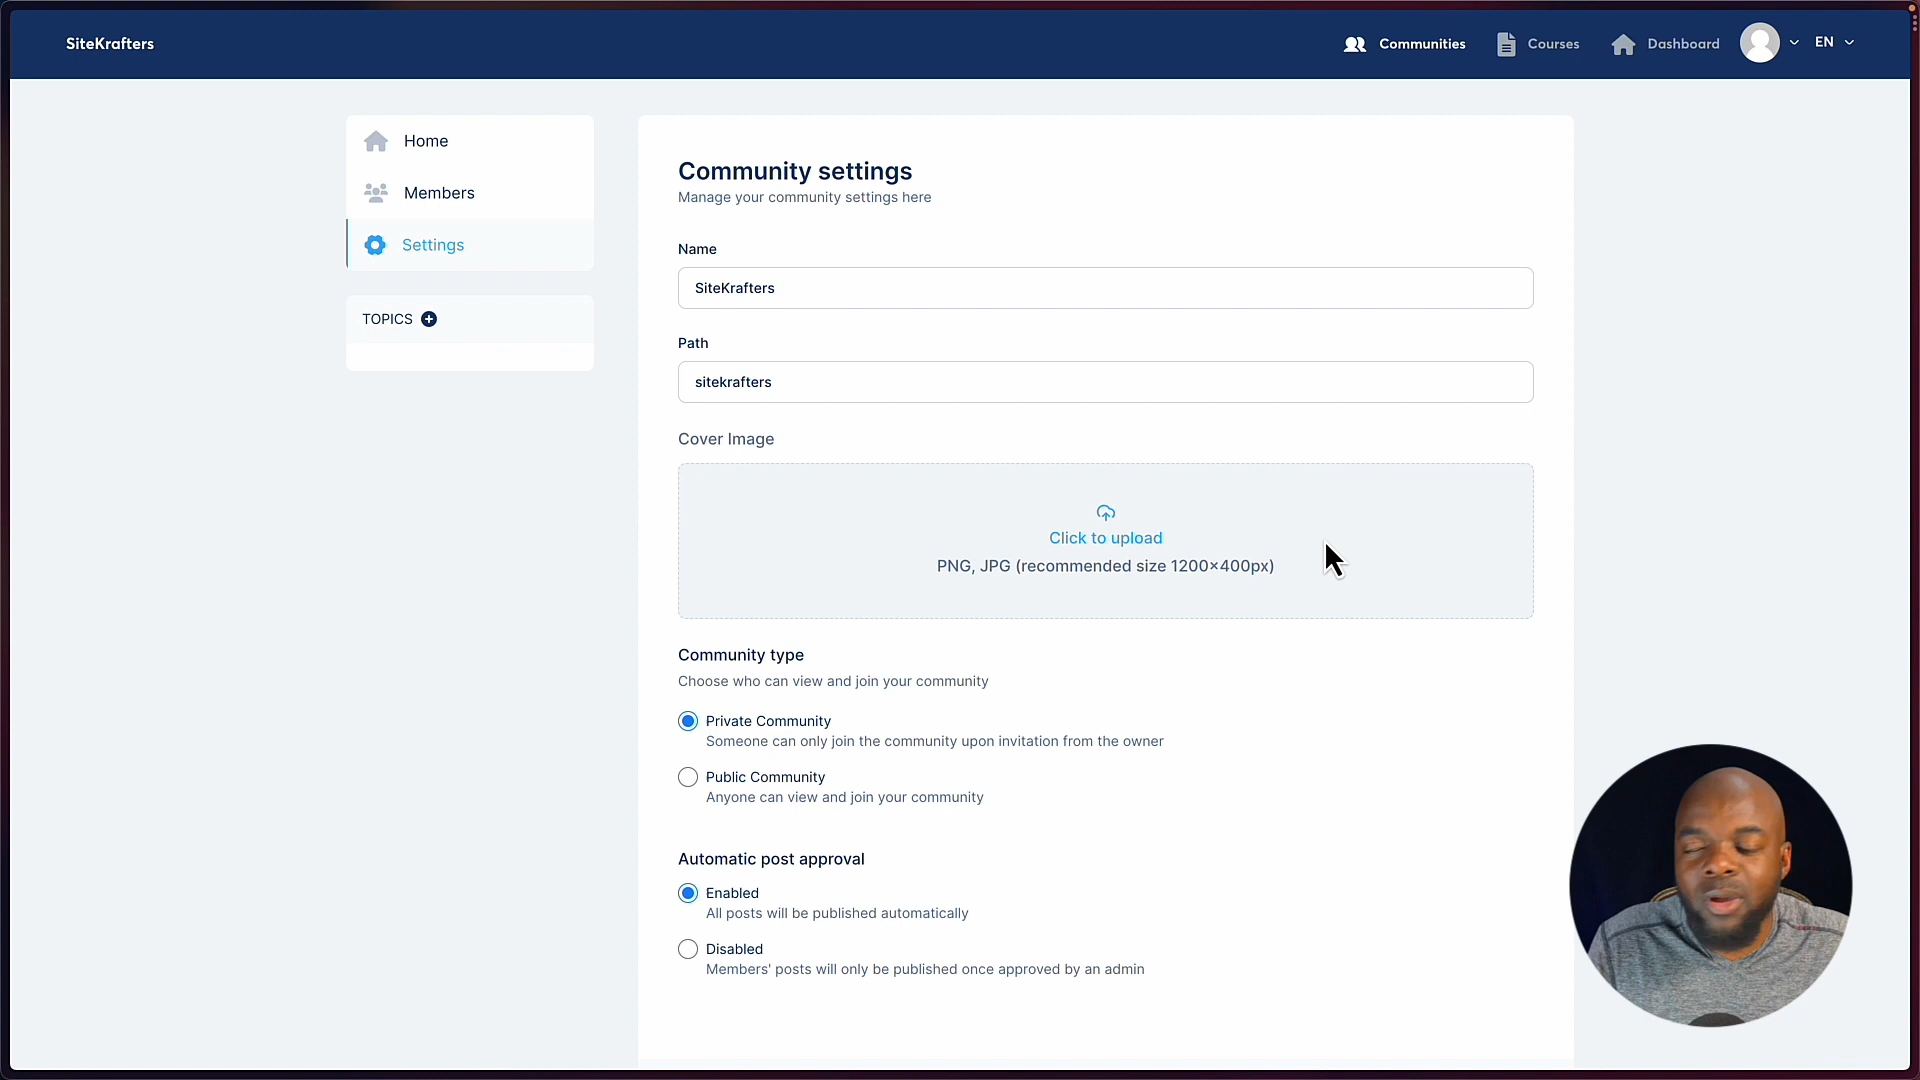 SiteKrafters
Communities
Courses
Dashboard
EN
Home
Members
Settings
TOPICS
Community settings
Manage your community settings here
Name
SiteKrafters
Path
sitekrafters
Cover Image
Click to upload
PNG, JPG (recommended size 1200×400px)
Community type
Choose who can view and join your community
Private Community
Someone can only join the community upon invitation from the owner
Public Community
Anyone can view and join your community
Automatic post approval
Enabled
All posts will be published automatically
Disabled
Members' posts will only be published once approved by an admin